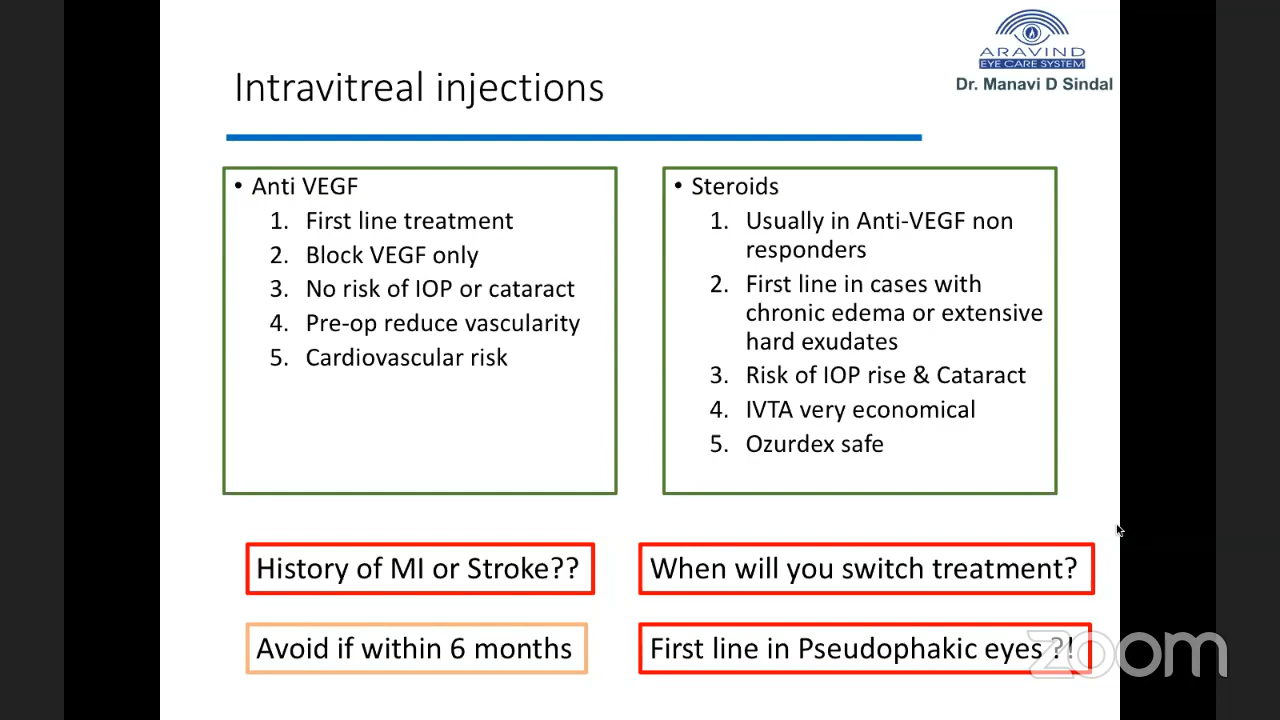 ARAVIND
EYE CARE SYSTEM
Dr. Manavi D Sindal
Intravitreal injections
• Anti VEGF
1. First line treatment
2. Block VEGF only
3. No risk of IOP or cataract
4. Pre-op reduce vascularity
5. Cardiovascular risk
• Steroids
1. Usually in Anti-VEGF non
responders
2. First line in cases with
chronic edema or extensive
hard exudates
3. Risk of IOP rise & Cataract
4. IVTA very economical
5. Ozurdex safe
History of MI or Stroke??
When will you switch treatment?
Avoid if within 6 months
First line in Pseudophakic eyes ?!
zoom